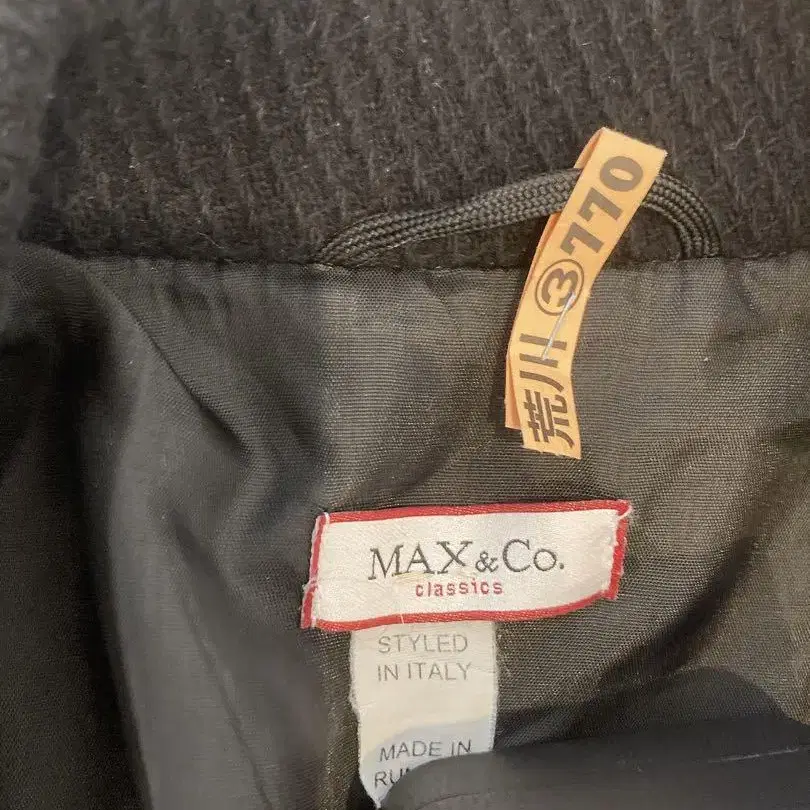 荒川③770
MAX&Co.
classics
STYLED
IN ITALY
MADE IN